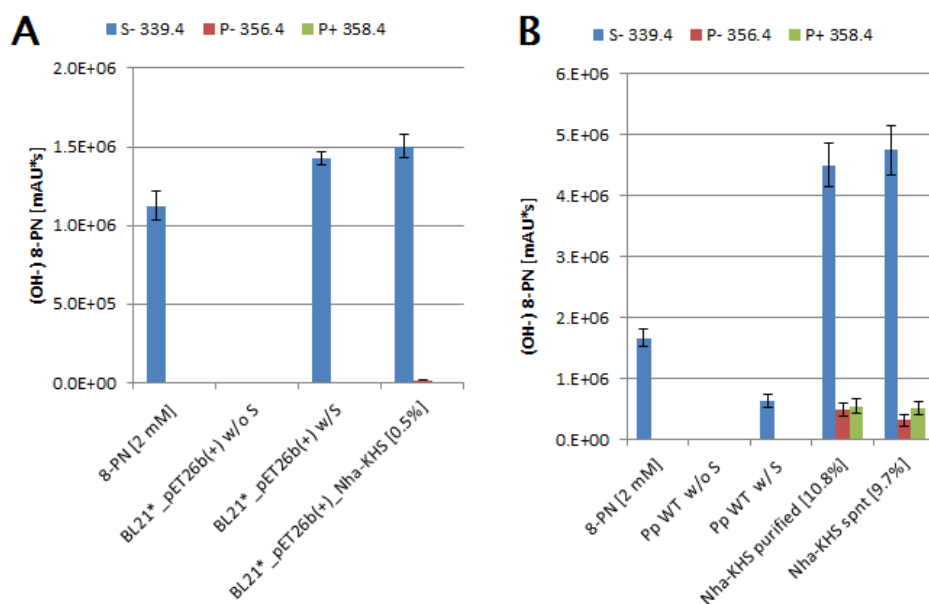 A
S- 339.4 P- 356.4 P+ 358.4
2.0E+06
1.5E+06
1.0E+06
5.0E+05
0.0E+00
(OH-) 8-PN [mAU*s]
8-PN [2 mM]
BL21* _pET26b(+) w/o S
BL21* _pET26b(+) w/S
BL21* _pET26b(+)_Nha-KHS [0.5%]
B
S- 339.4 P- 356.4 P+ 358.4
6.E+06
5.E+06
4.E+06
3.E+06
2.E+06
1.E+06
0.E+00
(OH-) 8-PN [mAU*s]
8-PN [2 mM]
Pp WT w/o S
Pp WT w/ S
Nha-KHS purified [10.8%]
Nha-KHS spnt [9.7%]